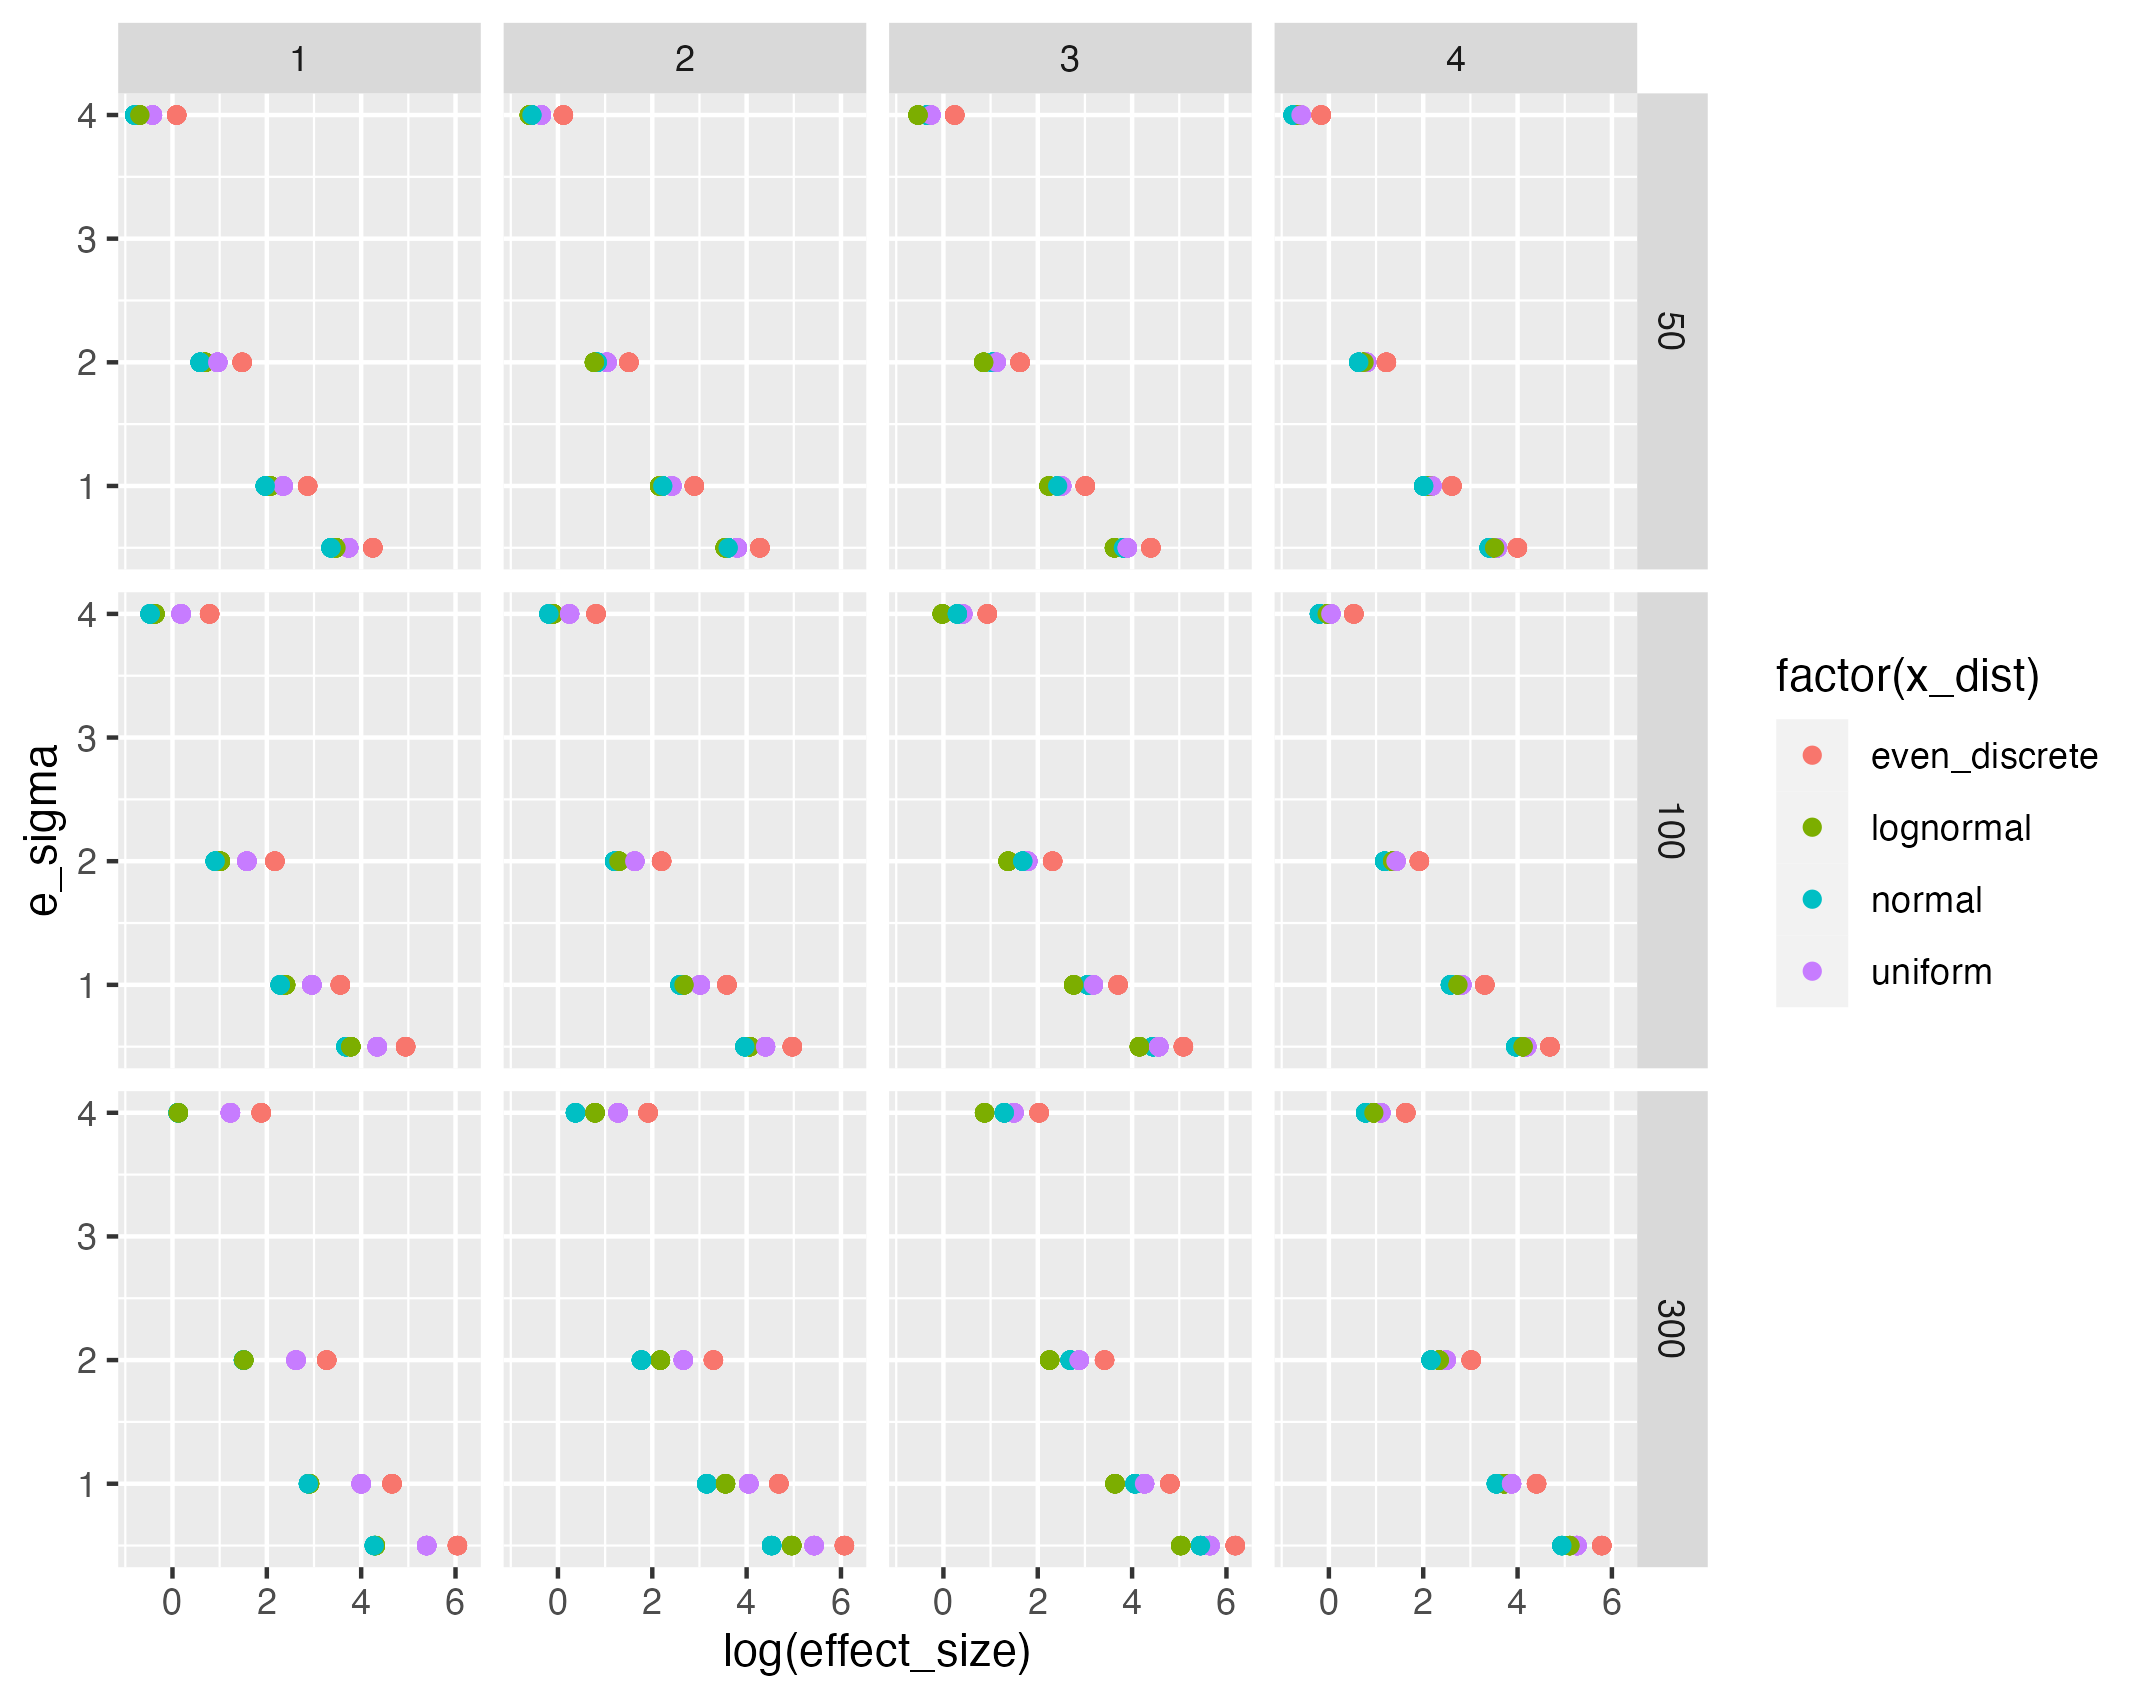 1 2 3 4
4
3
2
1
50
4
3
2
1
100
4
3
2
1
300
0 2 4 6 0 2 4 6 0 2 4 6 0 2 4 6
log(effect_size)
e_sigma
factor(x_dist)
even_discrete
lognormal
normal
uniform